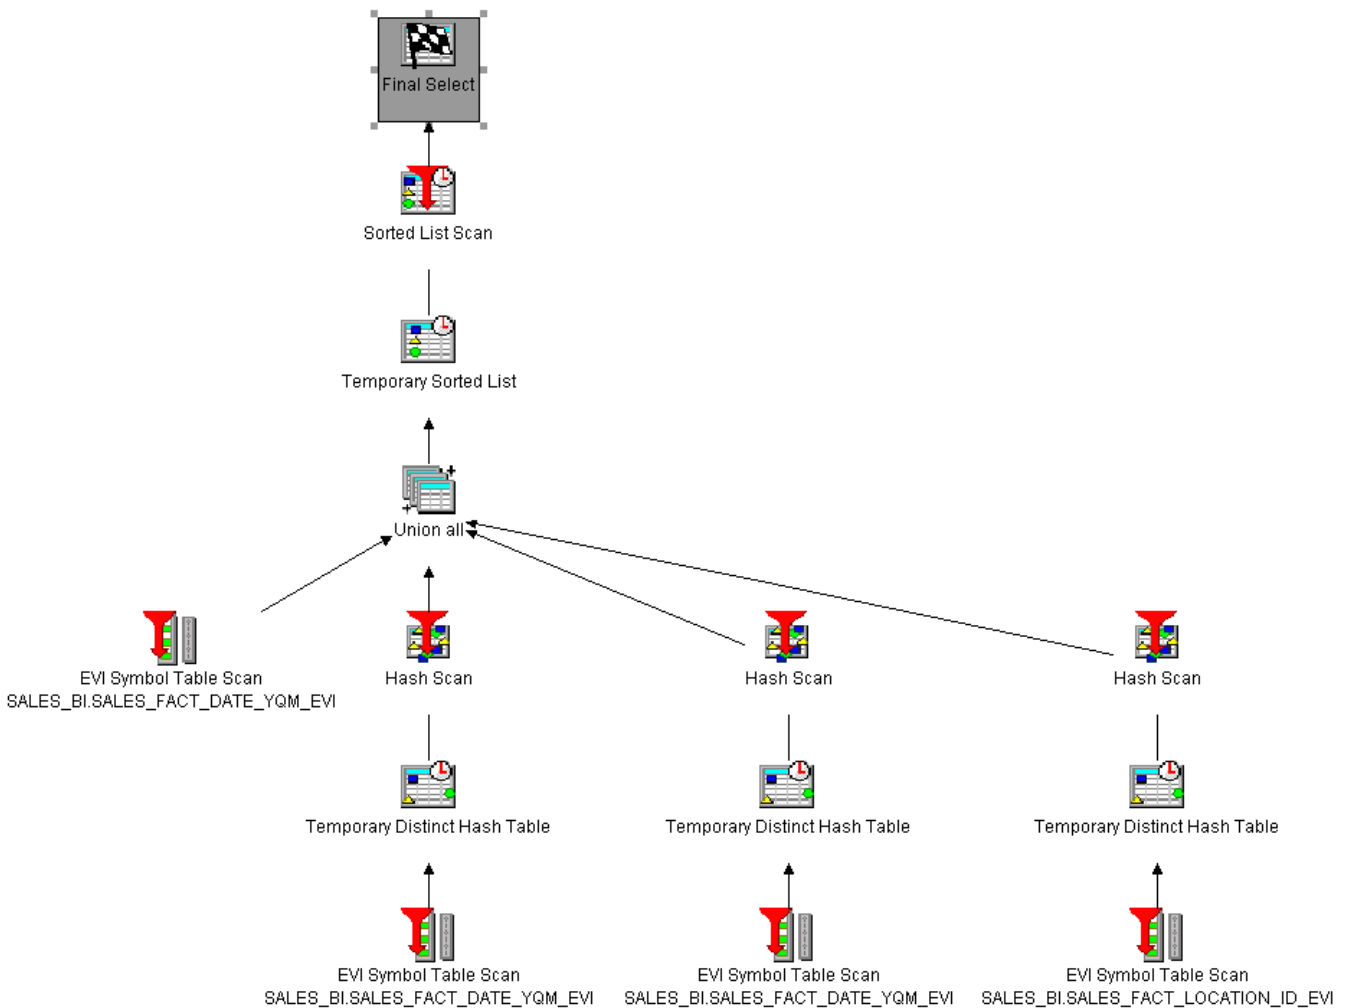 Final Select
Sorted List Scan
Temporary Sorted List
Union all
EVI Symbol Table Scan
SALES_BI.SALES_FACT_DATE_YQM_EVI
Hash Scan
Hash Scan
Hash Scan
Temporary Distinct Hash Table
Temporary Distinct Hash Table
Temporary Distinct Hash Table
EVI Symbol Table Scan
SALES_BI.SALES_FACT_DATE_YQM_EVI
EVI Symbol Table Scan
SALES_BI.SALES_FACT_DATE_YQM_EVI
EVI Symbol Table Scan
SALES_BI.SALES_FACT_LOCATION_ID_EVI